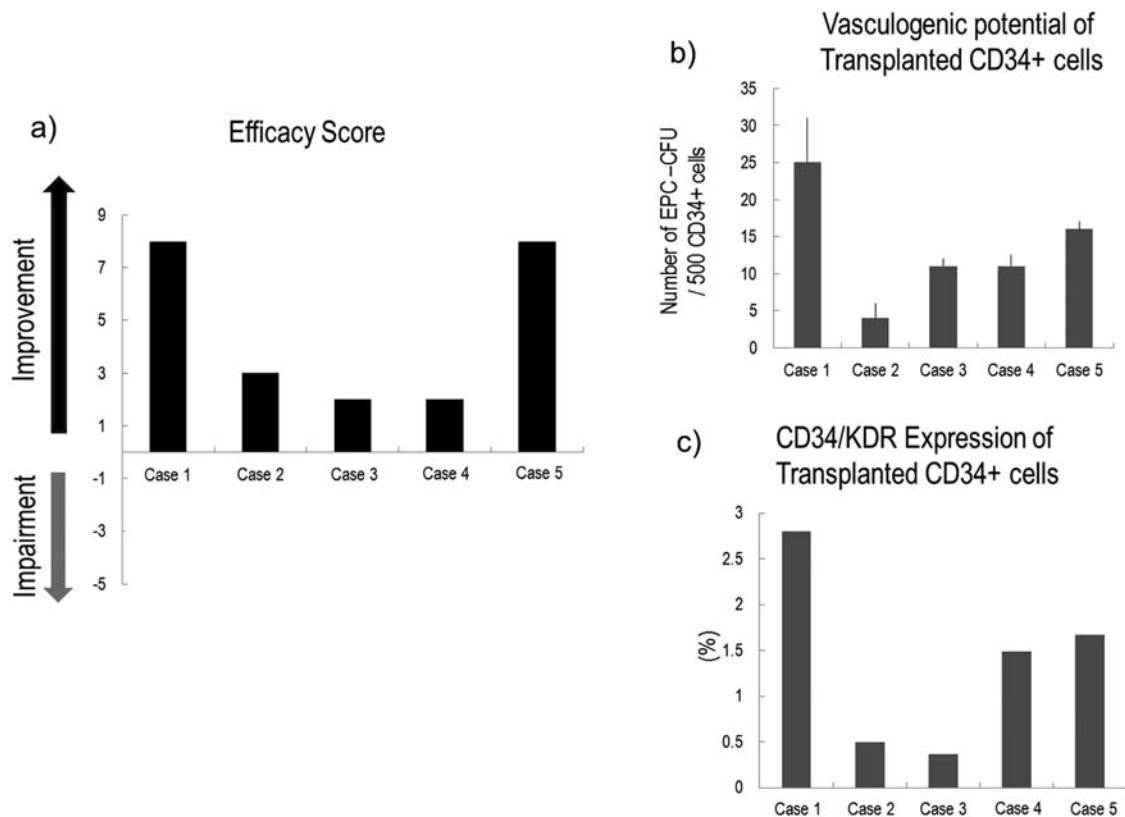 a)
Efficacy Score
Improvement
Impairment
9
7
5
3
1
-1
-3
-5
Case 1 Case 2 Case 3 Case 4 Case 5
b)
Vasculogenic potential of
Transplanted CD34+ cells
Number of EPC–CFU
/ 500 CD34+ cells
35
30
25
20
15
10
5
0
Case 1 Case 2 Case 3 Case 4 Case 5
c)
CD34/KDR Expression of
Transplanted CD34+ cells
(%)
3
2.5
2
1.5
1
0.5
0
Case 1 Case 2 Case 3 Case 4 Case 5